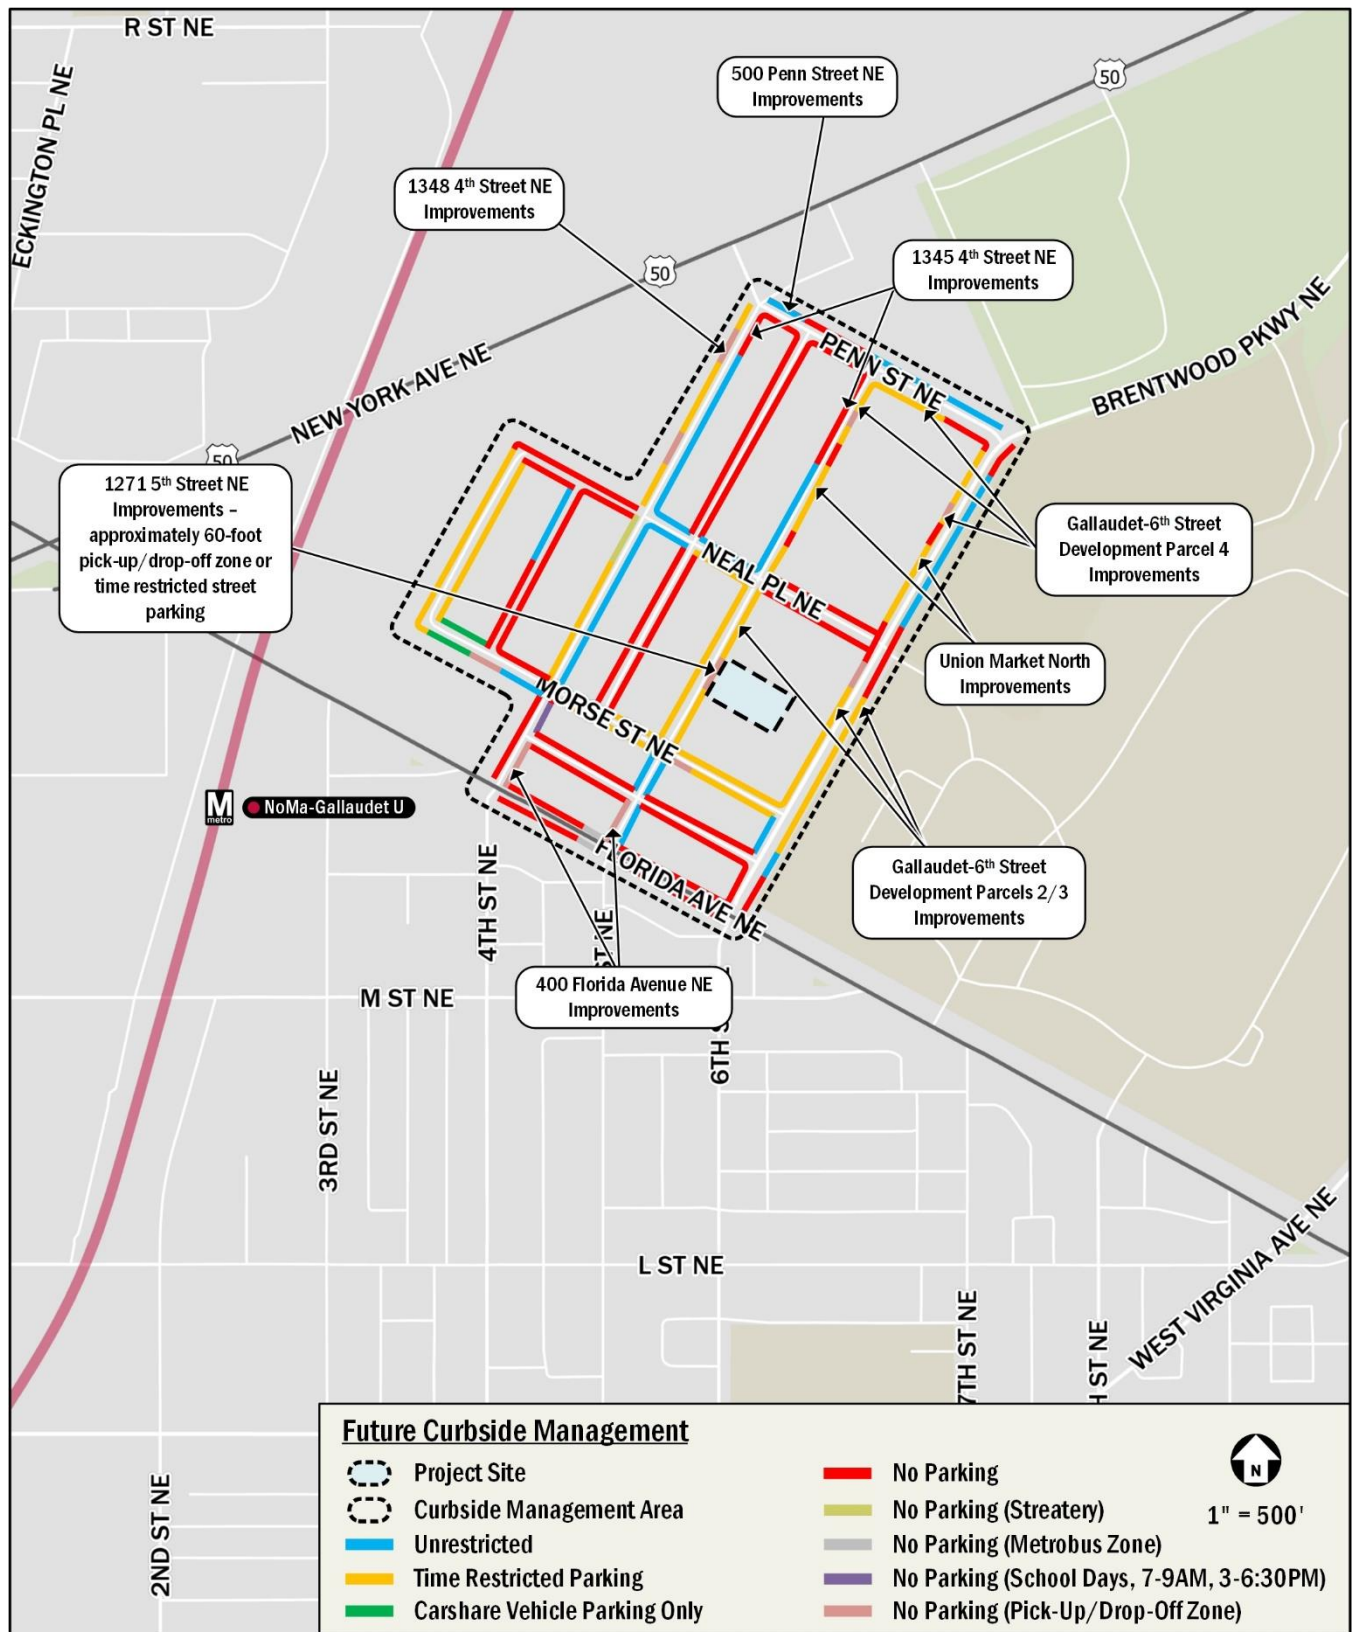 R ST NE
ECKINGTON PL NE
50
500 Penn Street NE
Improvements
1348 4th Street NE
Improvements
50
1345 4th Street NE
Improvements
PENN ST NE
BRENTWOOD PKWY NE
NEW YORK AVE NE
50
1271 5th Street NE
Improvements –
approximately 60-foot
pick-up/drop-off zone or
time restricted street
parking
Gallaudet-6th Street
Development Parcel 4
Improvements
NEAL PL NE
Union Market North
Improvements
MORSE ST NE
M
metro
NoMa-Gallaudet U
FLORIDA AVE NE
Gallaudet-6th Street
Development Parcels 2/3
Improvements
4TH ST NE
ST NE
400 Florida Avenue NE
Improvements
M ST NE
6TH S
3RD ST NE
WEST VIRGINIA AVE NE
L ST NE
7TH ST NE
H ST NE
2ND ST NE
Future Curbside Management
Project Site
Curbside Management Area
Unrestricted
Time Restricted Parking
Carshare Vehicle Parking Only
No Parking
No Parking (Streatery)
No Parking (Metrobus Zone)
No Parking (School Days, 7-9AM, 3-6:30PM)
No Parking (Pick-Up/Drop-Off Zone)
N
1" = 500'